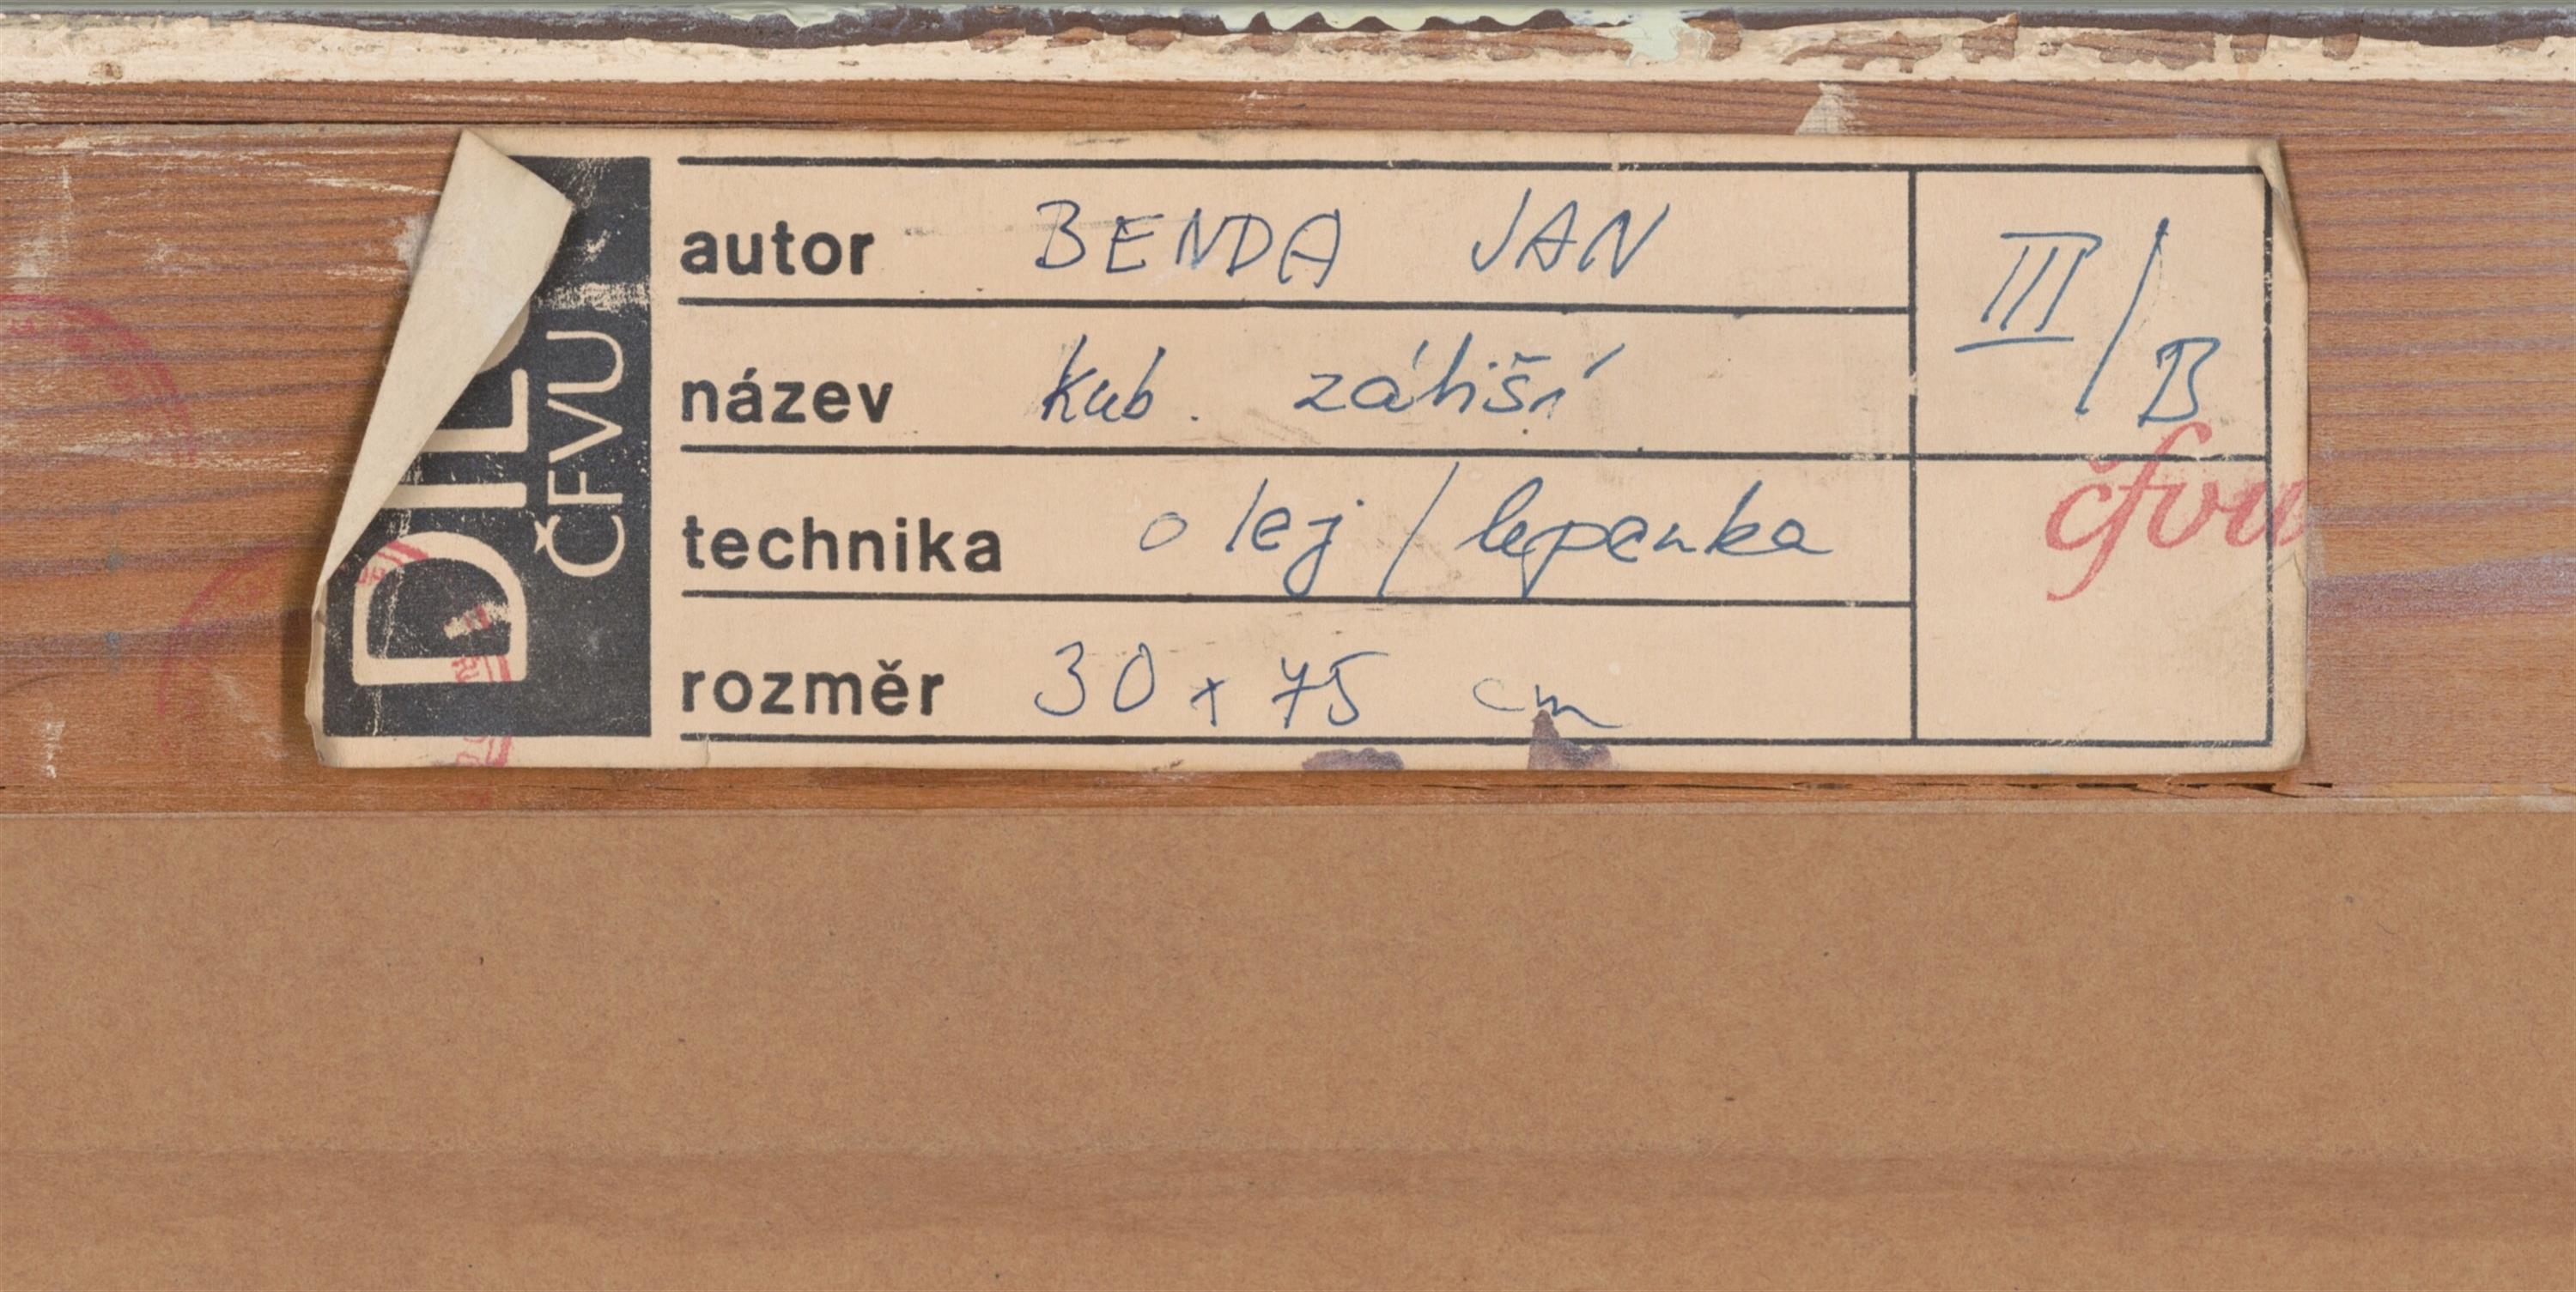 DÍLO
ČFVU
autor BENDA JAN
název kub. zátiší
technika olej / lepenka
rozměr 30 x 75 cm
III / B
čfvu